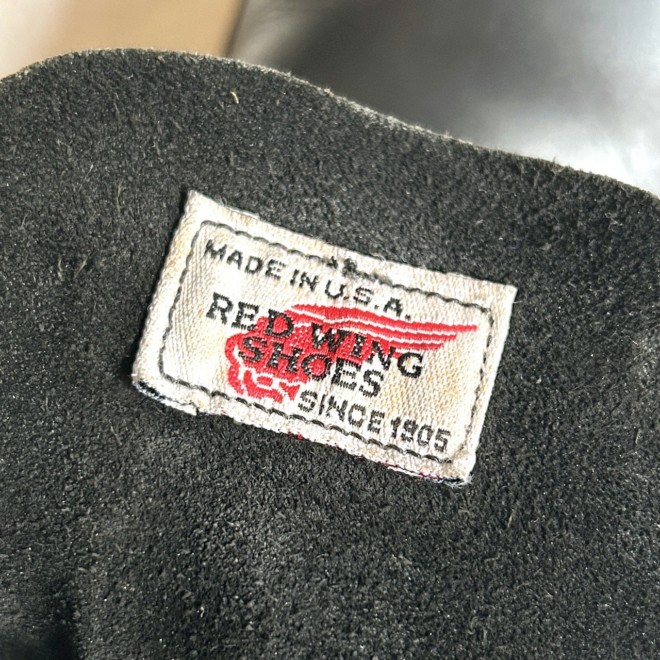 MADE IN U.S.A.
RED WING
SHOES
SINCE 1905